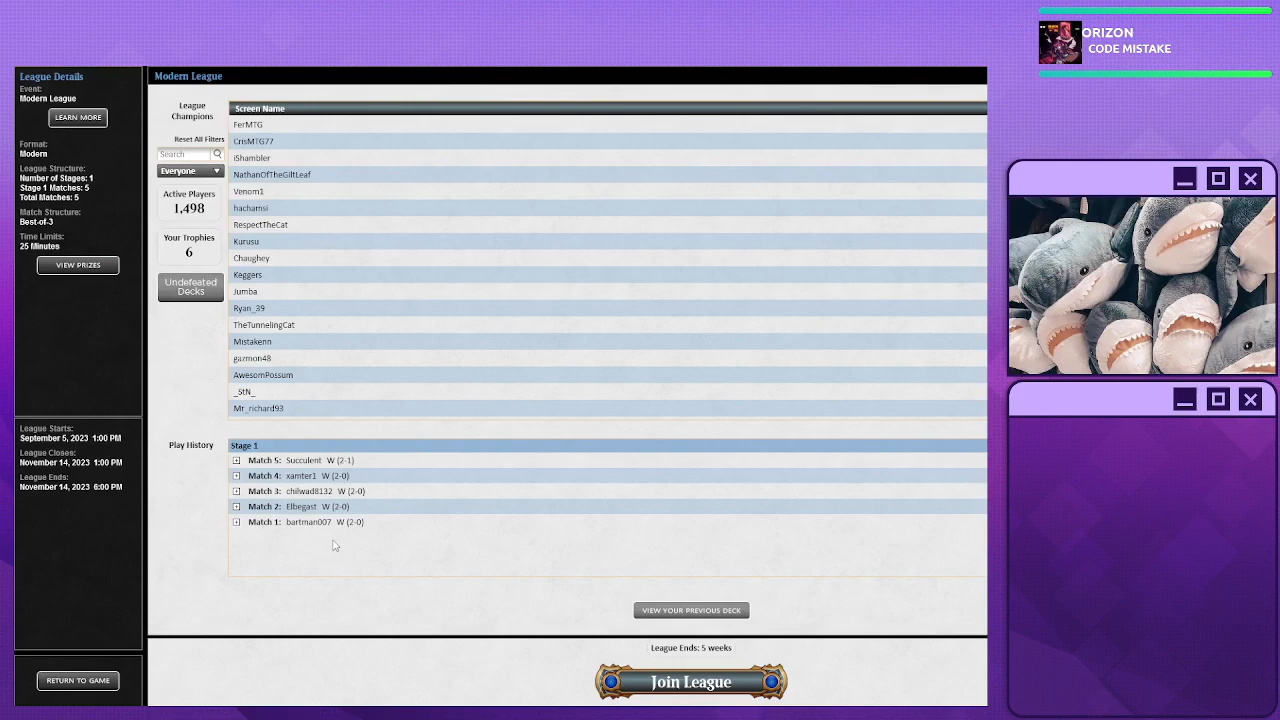 ORIZON
CODE MISTAKE
League Details
Event:
Modern League
LEARN MORE
Format:
Modern
League Structure:
Number of Stages: 1
Stage 1 Matches: 5
Total Matches: 5
Match Structure:
Best-of-3
Time Limits:
25 Minutes
VIEW PRIZES
League Starts:
September 5, 2023 1:00 PM
League Closes:
November 14, 2023 1:00 PM
League Ends:
November 14, 2023 6:00 PM
RETURN TO GAME
Modern League
League
Champions
Reset All Filters
Search
Everyone
Active Players
1,498
Your Trophies
6
Undefeated
Decks
Screen Name
FerMTG
CrisMTG77
iShambler
NathanOfTheGiltLeaf
Venom1
hachamsi
RespectTheCat
Kurusu
Chaughey
Keggers
Jumba
Ryan_39
TheTunnelingCat
Mistakenn
gazmon48
AwesomPossum
_StN_
Mr_richard93
Play History
Stage 1
Match 5: Succulent W (2-1)
Match 4: xamter1 W (2-0)
Match 3: chilwad8132 W (2-0)
Match 2: Elbegast W (2-0)
Match 1: bartman007 W (2-0)
VIEW YOUR PREVIOUS DECK
League Ends: 5 weeks
Join League